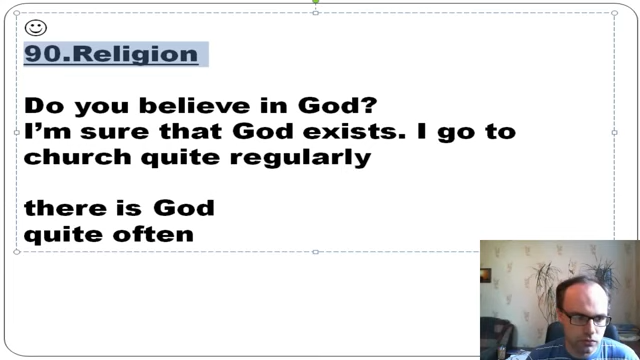 90.Religion
Do you believe in God?
I'm sure that God exists. I go to
church quite regularly
there is God
quite often